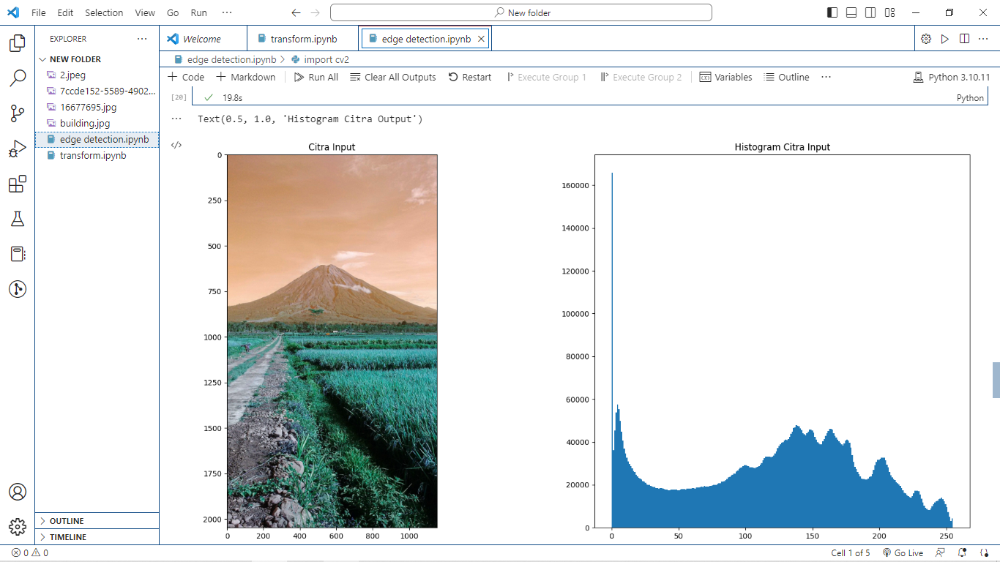 File Edit Selection View Go Run ··· New folder
EXPLORER ···
NEW FOLDER
2.jpeg
7ccde152-5589-4902...
16677695.jpg
building.jpg
edge detection.ipynb
transform.ipynb
OUTLINE
TIMELINE
Welcome transform.ipynb edge detection.ipynb
edge detection.ipynb > import cv2
Code Markdown Run All Clear All Outputs Restart Execute Group 1 Execute Group 2 Variables Outline ··· Python 3.10.11
[20] 19.8s Python
Text(0.5, 1.0, 'Histogram Citra Output')
Citra Input
0
250
500
750
1000
1250
1500
1750
2000
0 200 400 600 800 1000
Histogram Citra Input
160000
140000
120000
100000
80000
60000
40000
20000
0
0 50 100 150 200 250
0 0 Cell 1 of 5 Go Live